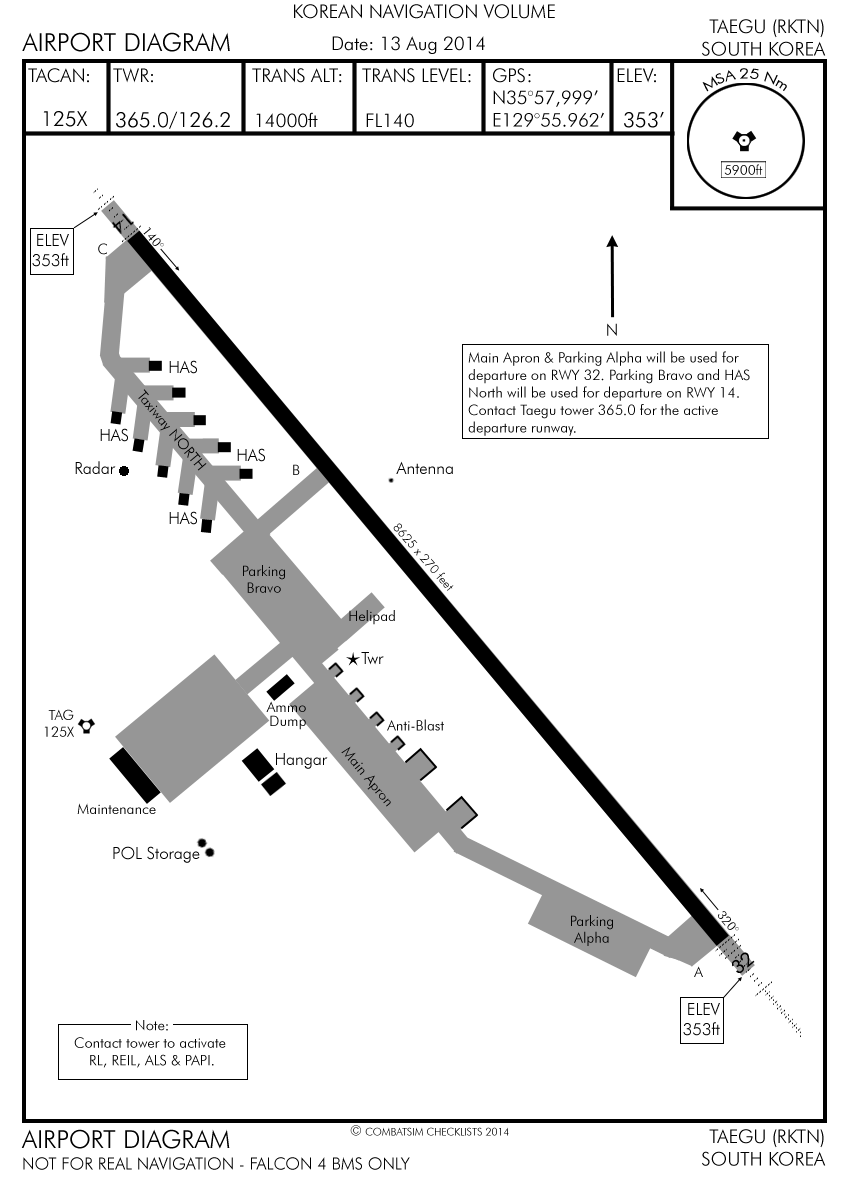 KOREAN NAVIGATION VOLUME
AIRPORT DIAGRAM
Date: 13 Aug 2014
TAEGU (RKTN)
SOUTH KOREA
TACAN:
125X
TWR:
365.0/126.2
TRANS ALT:
14000ft
TRANS LEVEL:
FL140
GPS:
N35°57,999’
E129°55.962’
ELEV:
353’
MSA 25 Nm
5900ft
14
140°
ELEV
353ft
C
N
HAS
Main Apron & Parking Alpha will be used for
departure on RWY 32. Parking Bravo and HAS
North will be used for departure on RWY 14.
Contact Taegu tower 365.0 for the active
departure runway.
Taxiway NORTH
HAS
HAS
Radar
B
Antenna
HAS
8625 x 270 feet
Parking
Bravo
Helipad
Twr
Ammo
Dump
TAG
125X
Anti-Blast
Hangar
Main Apron
Maintenance
POL Storage
320°
Parking
Alpha
32
A
ELEV
353ft
Note:
Contact tower to activate
RL, REIL, ALS & PAPI.
AIRPORT DIAGRAM
© COMBATSIM CHECKLISTS 2014
TAEGU (RKTN)
NOT FOR REAL NAVIGATION - FALCON 4 BMS ONLY
SOUTH KOREA